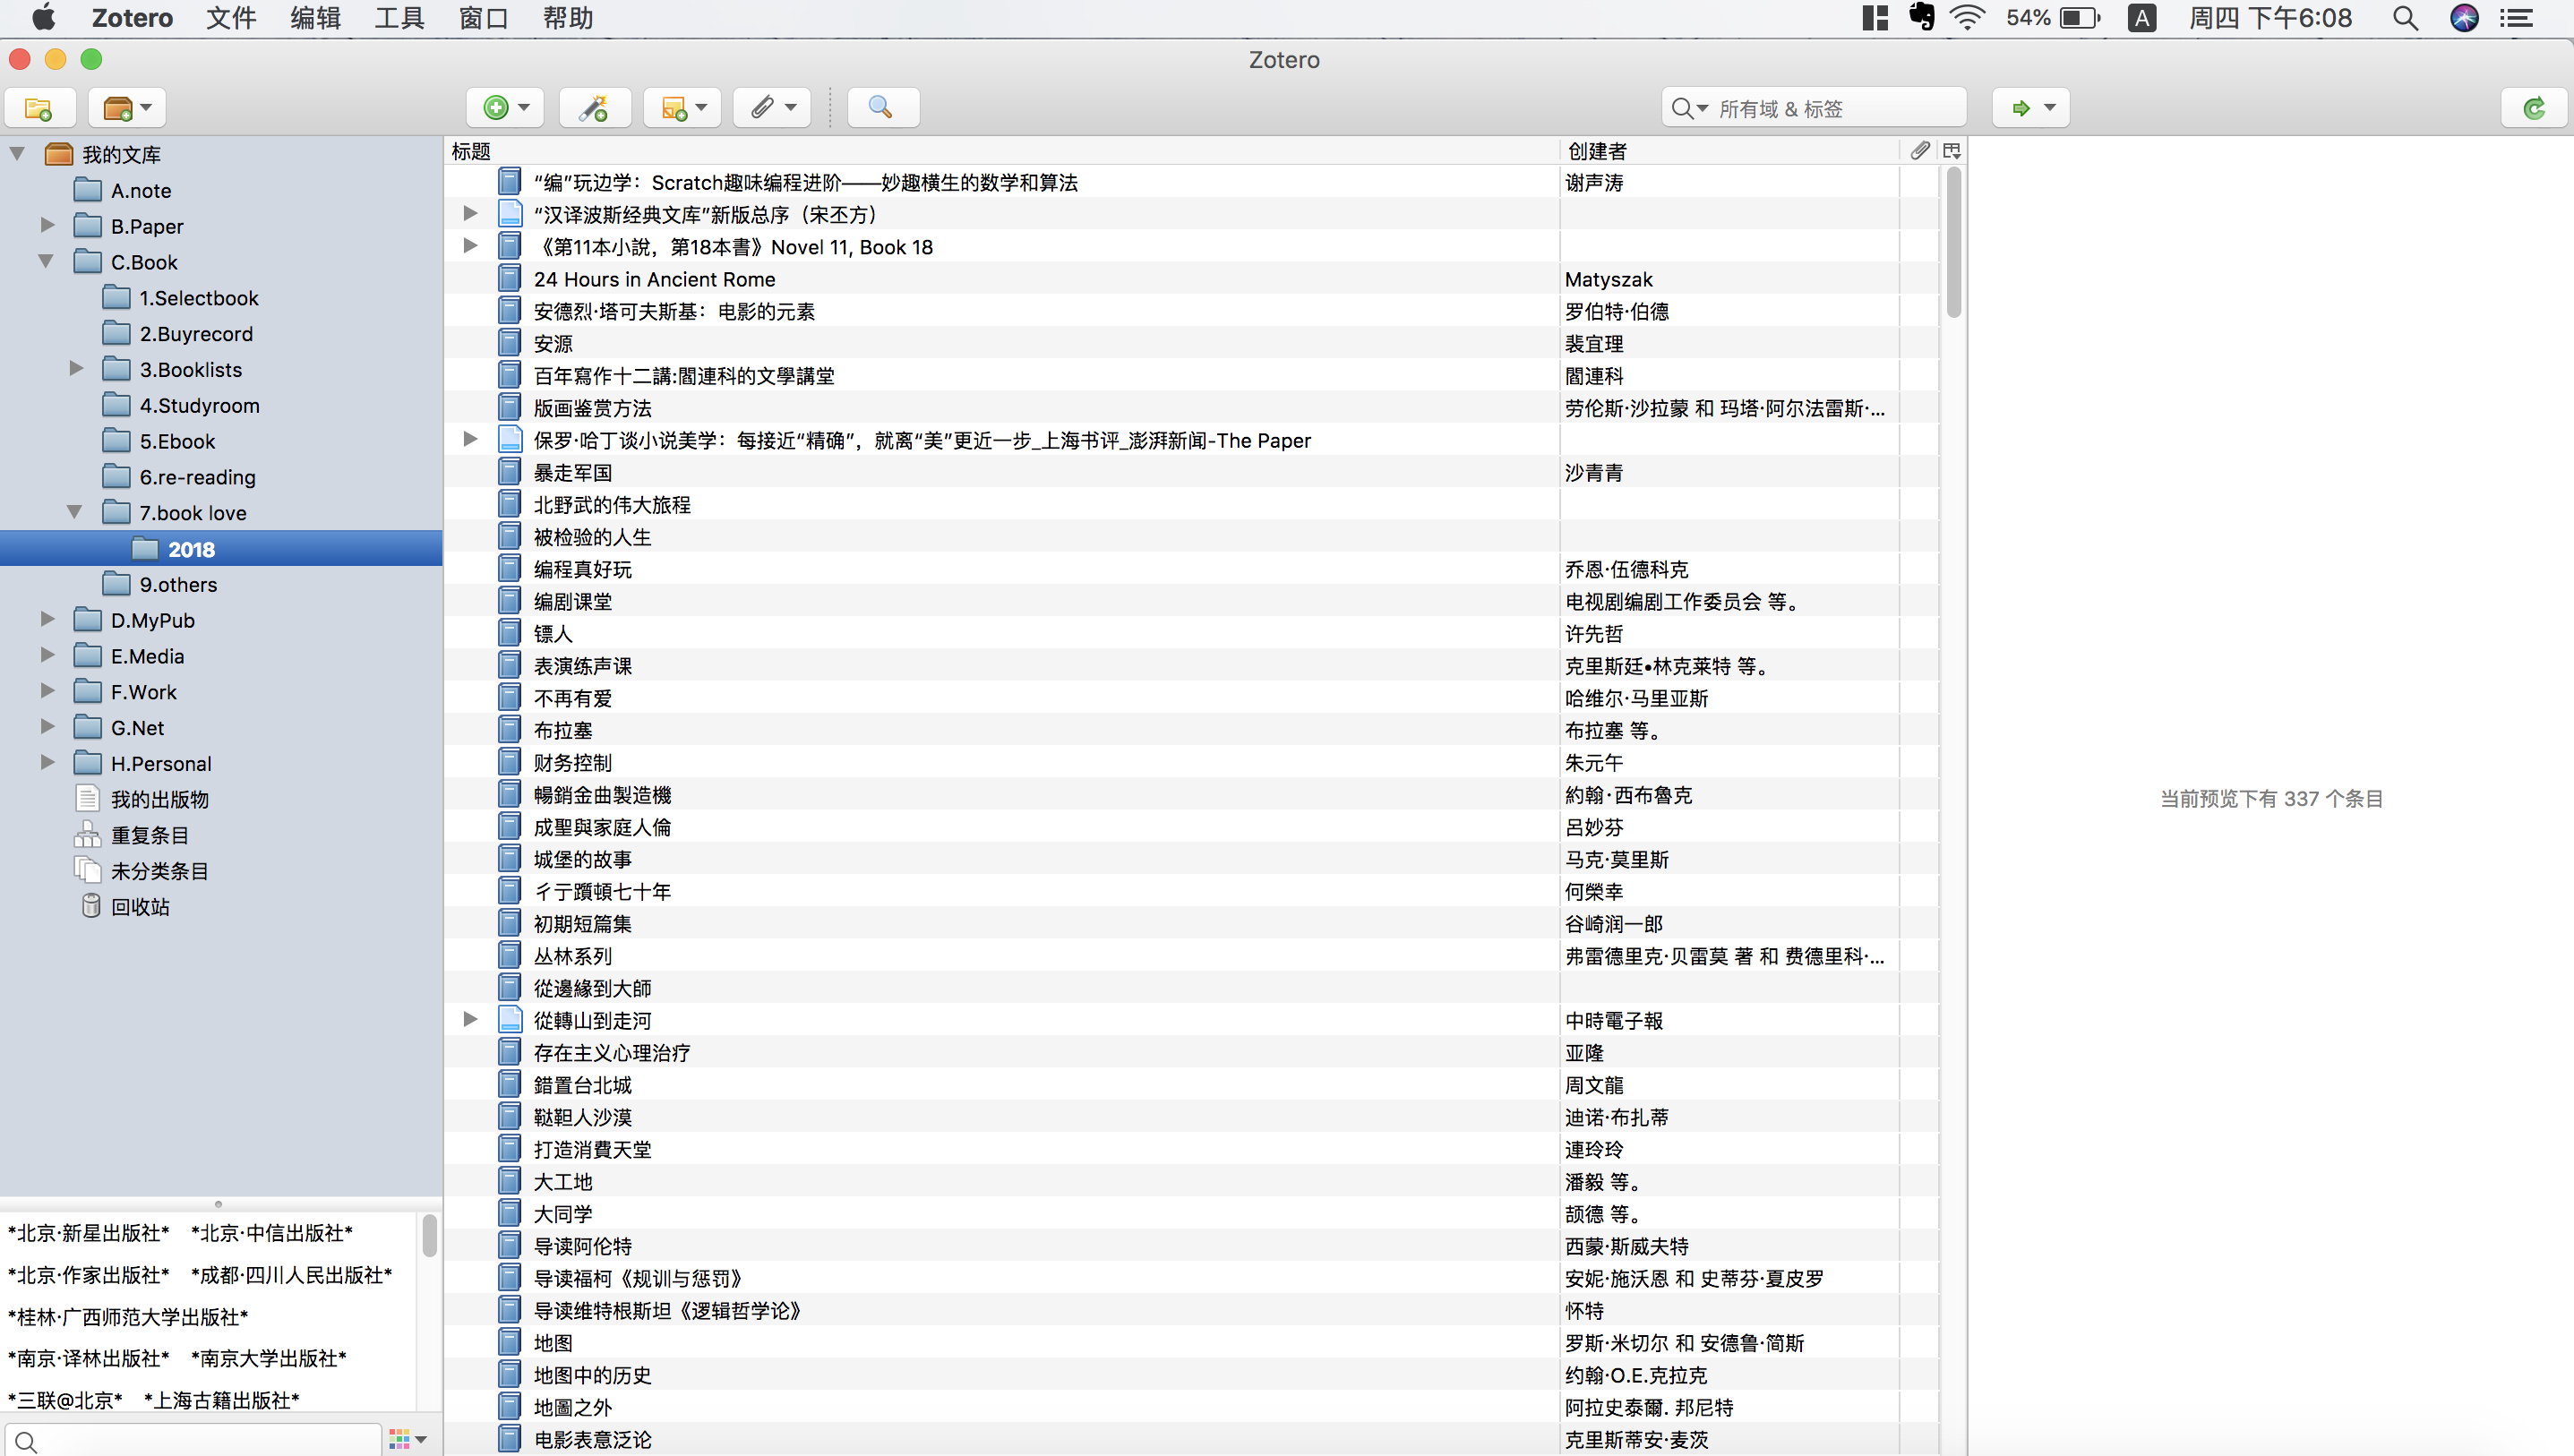 Zotero 文件 编辑 工具 窗口 帮助 54% A 周四 下午6:08
Zotero
所有域 & 标签
我的文库
A.note
B.Paper
C.Book
1.Selectbook
2.Buyrecord
3.Booklists
4.Studyroom
5.Ebook
6.re-reading
7.book love
2018
9.others
D.MyPub
E.Media
F.Work
G.Net
H.Personal
我的出版物
重复条目
未分类条目
回收站
*北京·新星出版社* *北京·中信出版社*
*北京·作家出版社* *成都·四川人民出版社*
*桂林·广西师范大学出版社*
*南京·译林出版社* *南京大学出版社*
*三联@北京* *上海古籍出版社*
标题 创建者
“编”玩边学：Scratch趣味编程进阶——妙趣横生的数学和算法 谢声涛
“汉译波斯经典文库”新版总序（宋丕方）
《第11本小說，第18本書》Novel 11, Book 18
24 Hours in Ancient Rome Matyszak
安德烈·塔可夫斯基：电影的元素 罗伯特·伯德
安源 裴宜理
百年寫作十二講:閻連科的文學講堂 閻連科
版画鉴赏方法 劳伦斯·沙拉蒙 和 玛塔·阿尔法雷斯·...
保罗·哈丁谈小说美学：每接近“精确”，就离“美”更近一步_上海书评_澎湃新闻-The Paper
暴走军国 沙青青
北野武的伟大旅程
被检验的人生
编程真好玩 乔恩·伍德科克
编剧课堂 电视剧编剧工作委员会 等。
镖人 许先哲
表演练声课 克里斯廷•林克莱特 等。
不再有爱 哈维尔·马里亚斯
布拉塞 布拉塞 等。
财务控制 朱元午
暢銷金曲製造機 約翰·西布魯克
成聖與家庭人倫 呂妙芬
城堡的故事 马克·莫里斯
彳亍躓頓七十年 何榮幸
初期短篇集 谷崎润一郎
丛林系列 弗雷德里克·贝雷莫 著 和 费德里科·...
從邊緣到大師
從轉山到走河 中時電子報
存在主义心理治疗 亚隆
錯置台北城 周文龍
鞑靼人沙漠 迪诺·布扎蒂
打造消費天堂 連玲玲
大工地 潘毅 等。
大同学 颉德 等。
导读阿伦特 西蒙·斯威夫特
导读福柯《规训与惩罚》 安妮·施沃恩 和 史蒂芬·夏皮罗
导读维特根斯坦《逻辑哲学论》 怀特
地图 罗斯·米切尔 和 安德鲁·简斯
地图中的历史 约翰·O.E.克拉克
地圖之外 阿拉史泰爾. 邦尼特
电影表意泛论 克里斯蒂安·麦茨
当前预览下有 337 个条目